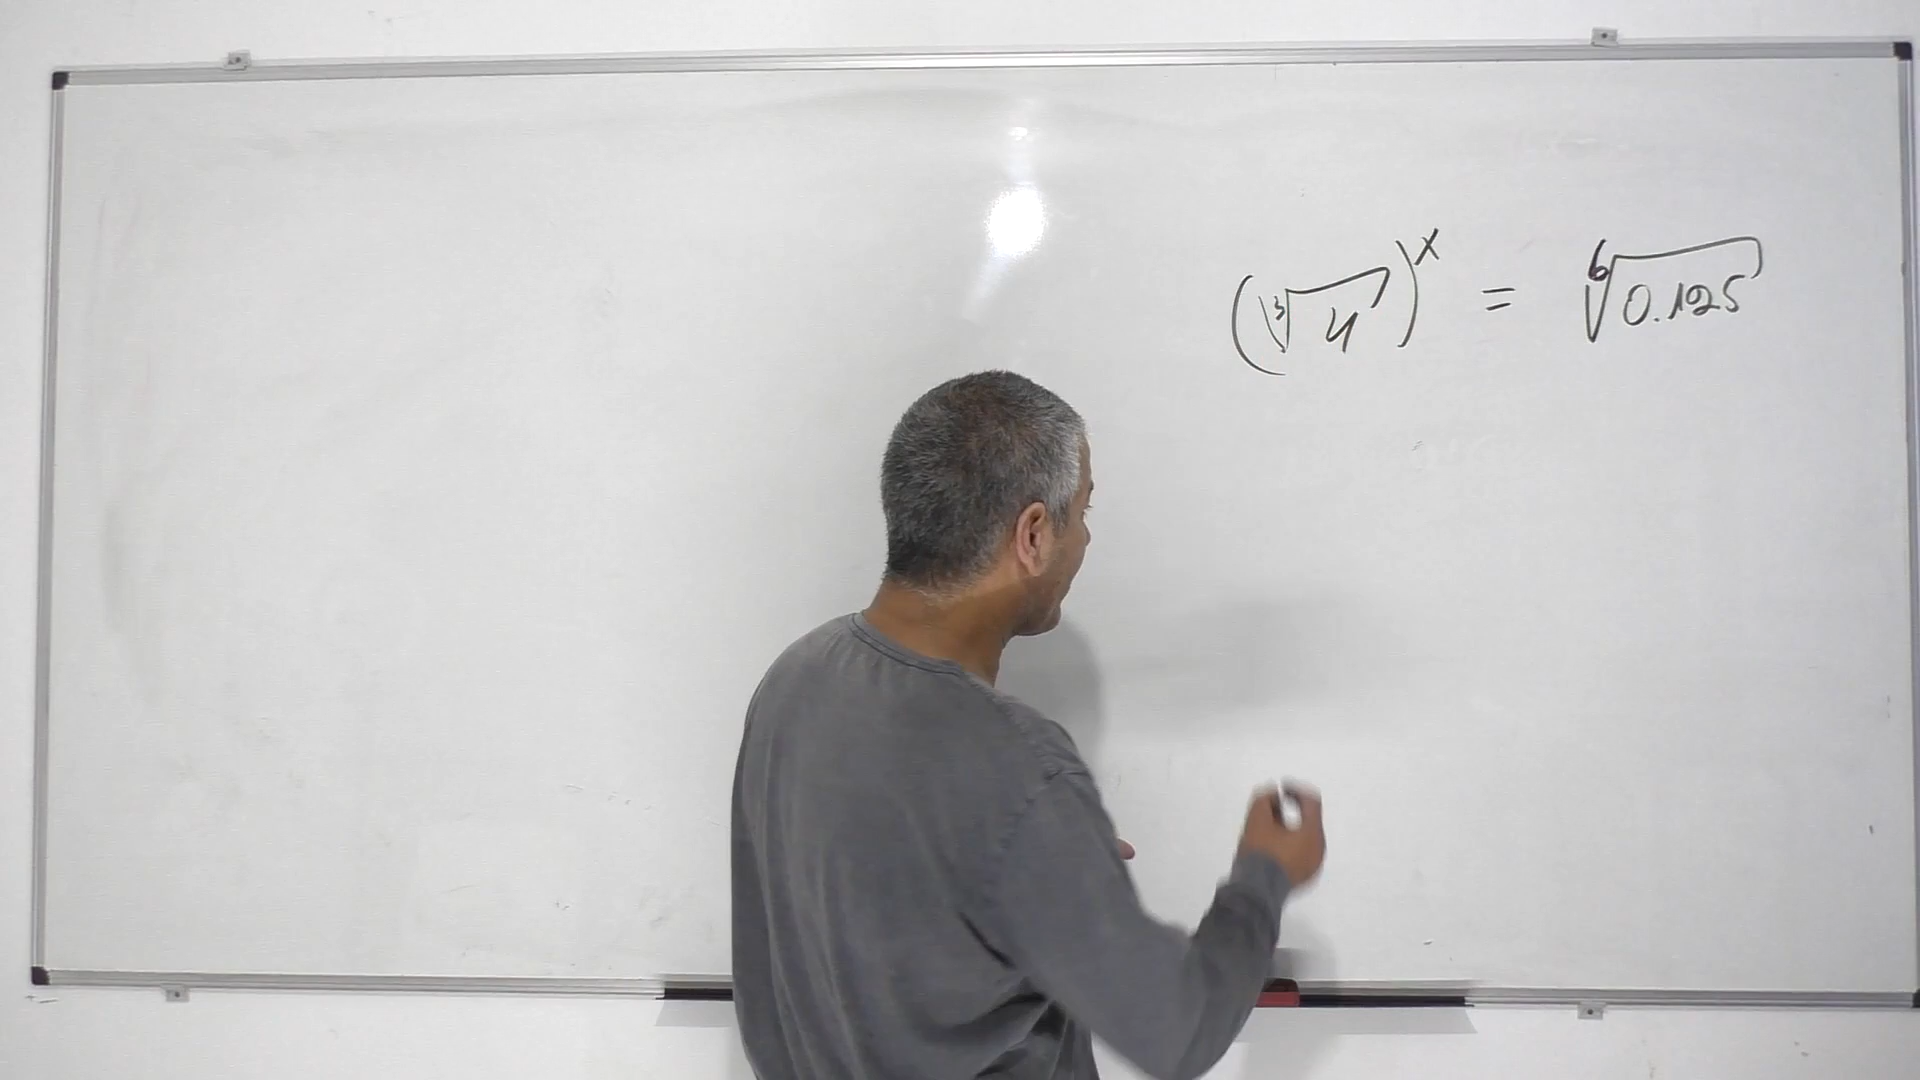 (∛4)^x = ⁶√0.125